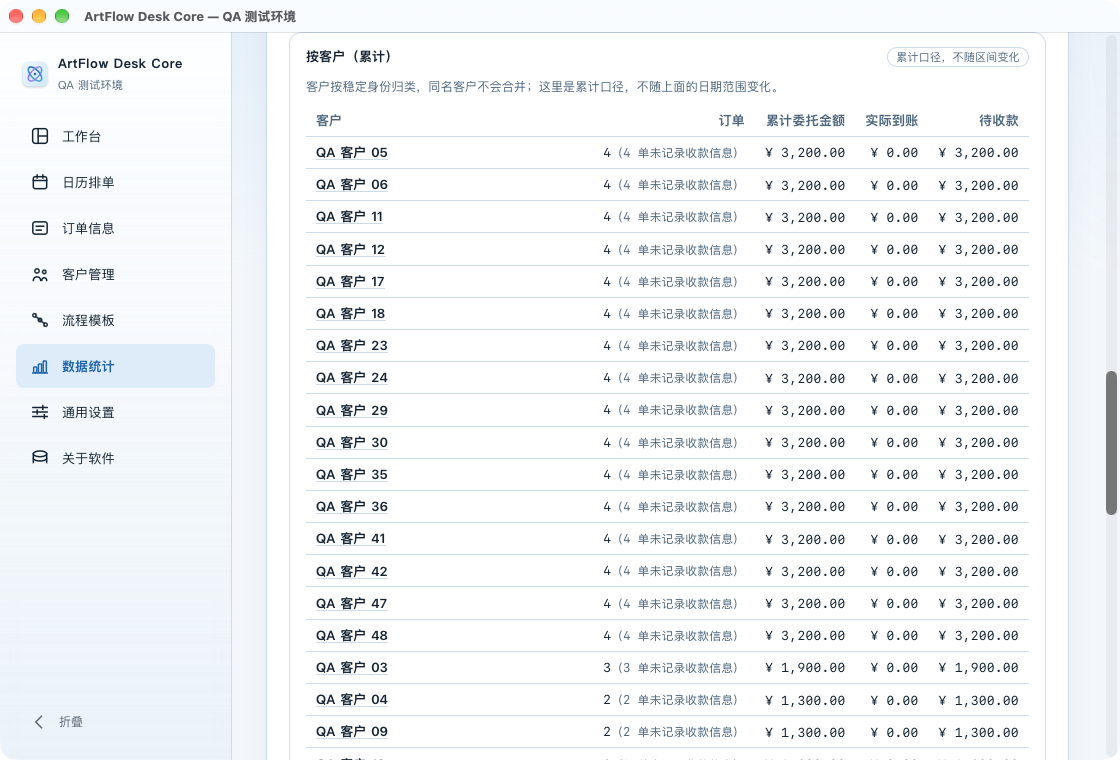 ArtFlow Desk Core — QA 测试环境
ArtFlow Desk Core
QA 测试环境
工作台
日历排单
订单信息
客户管理
流程模板
数据统计
通用设置
关于软件
折叠
按客户（累计）
累计口径，不随区间变化
客户按稳定身份归类，同名客户不会合并；这里是累计口径，不随上面的日期范围变化。
客户 订单 累计委托金额 实际到账 待收款
QA 客户 05 4 (4 单未记录收款信息) ¥ 3,200.00 ¥ 0.00 ¥ 3,200.00
QA 客户 06 4 (4 单未记录收款信息) ¥ 3,200.00 ¥ 0.00 ¥ 3,200.00
QA 客户 11 4 (4 单未记录收款信息) ¥ 3,200.00 ¥ 0.00 ¥ 3,200.00
QA 客户 12 4 (4 单未记录收款信息) ¥ 3,200.00 ¥ 0.00 ¥ 3,200.00
QA 客户 17 4 (4 单未记录收款信息) ¥ 3,200.00 ¥ 0.00 ¥ 3,200.00
QA 客户 18 4 (4 单未记录收款信息) ¥ 3,200.00 ¥ 0.00 ¥ 3,200.00
QA 客户 23 4 (4 单未记录收款信息) ¥ 3,200.00 ¥ 0.00 ¥ 3,200.00
QA 客户 24 4 (4 单未记录收款信息) ¥ 3,200.00 ¥ 0.00 ¥ 3,200.00
QA 客户 29 4 (4 单未记录收款信息) ¥ 3,200.00 ¥ 0.00 ¥ 3,200.00
QA 客户 30 4 (4 单未记录收款信息) ¥ 3,200.00 ¥ 0.00 ¥ 3,200.00
QA 客户 35 4 (4 单未记录收款信息) ¥ 3,200.00 ¥ 0.00 ¥ 3,200.00
QA 客户 36 4 (4 单未记录收款信息) ¥ 3,200.00 ¥ 0.00 ¥ 3,200.00
QA 客户 41 4 (4 单未记录收款信息) ¥ 3,200.00 ¥ 0.00 ¥ 3,200.00
QA 客户 42 4 (4 单未记录收款信息) ¥ 3,200.00 ¥ 0.00 ¥ 3,200.00
QA 客户 47 4 (4 单未记录收款信息) ¥ 3,200.00 ¥ 0.00 ¥ 3,200.00
QA 客户 48 4 (4 单未记录收款信息) ¥ 3,200.00 ¥ 0.00 ¥ 3,200.00
QA 客户 03 3 (3 单未记录收款信息) ¥ 1,900.00 ¥ 0.00 ¥ 1,900.00
QA 客户 04 2 (2 单未记录收款信息) ¥ 1,300.00 ¥ 0.00 ¥ 1,300.00
QA 客户 09 2 (2 单未记录收款信息) ¥ 1,300.00 ¥ 0.00 ¥ 1,300.00